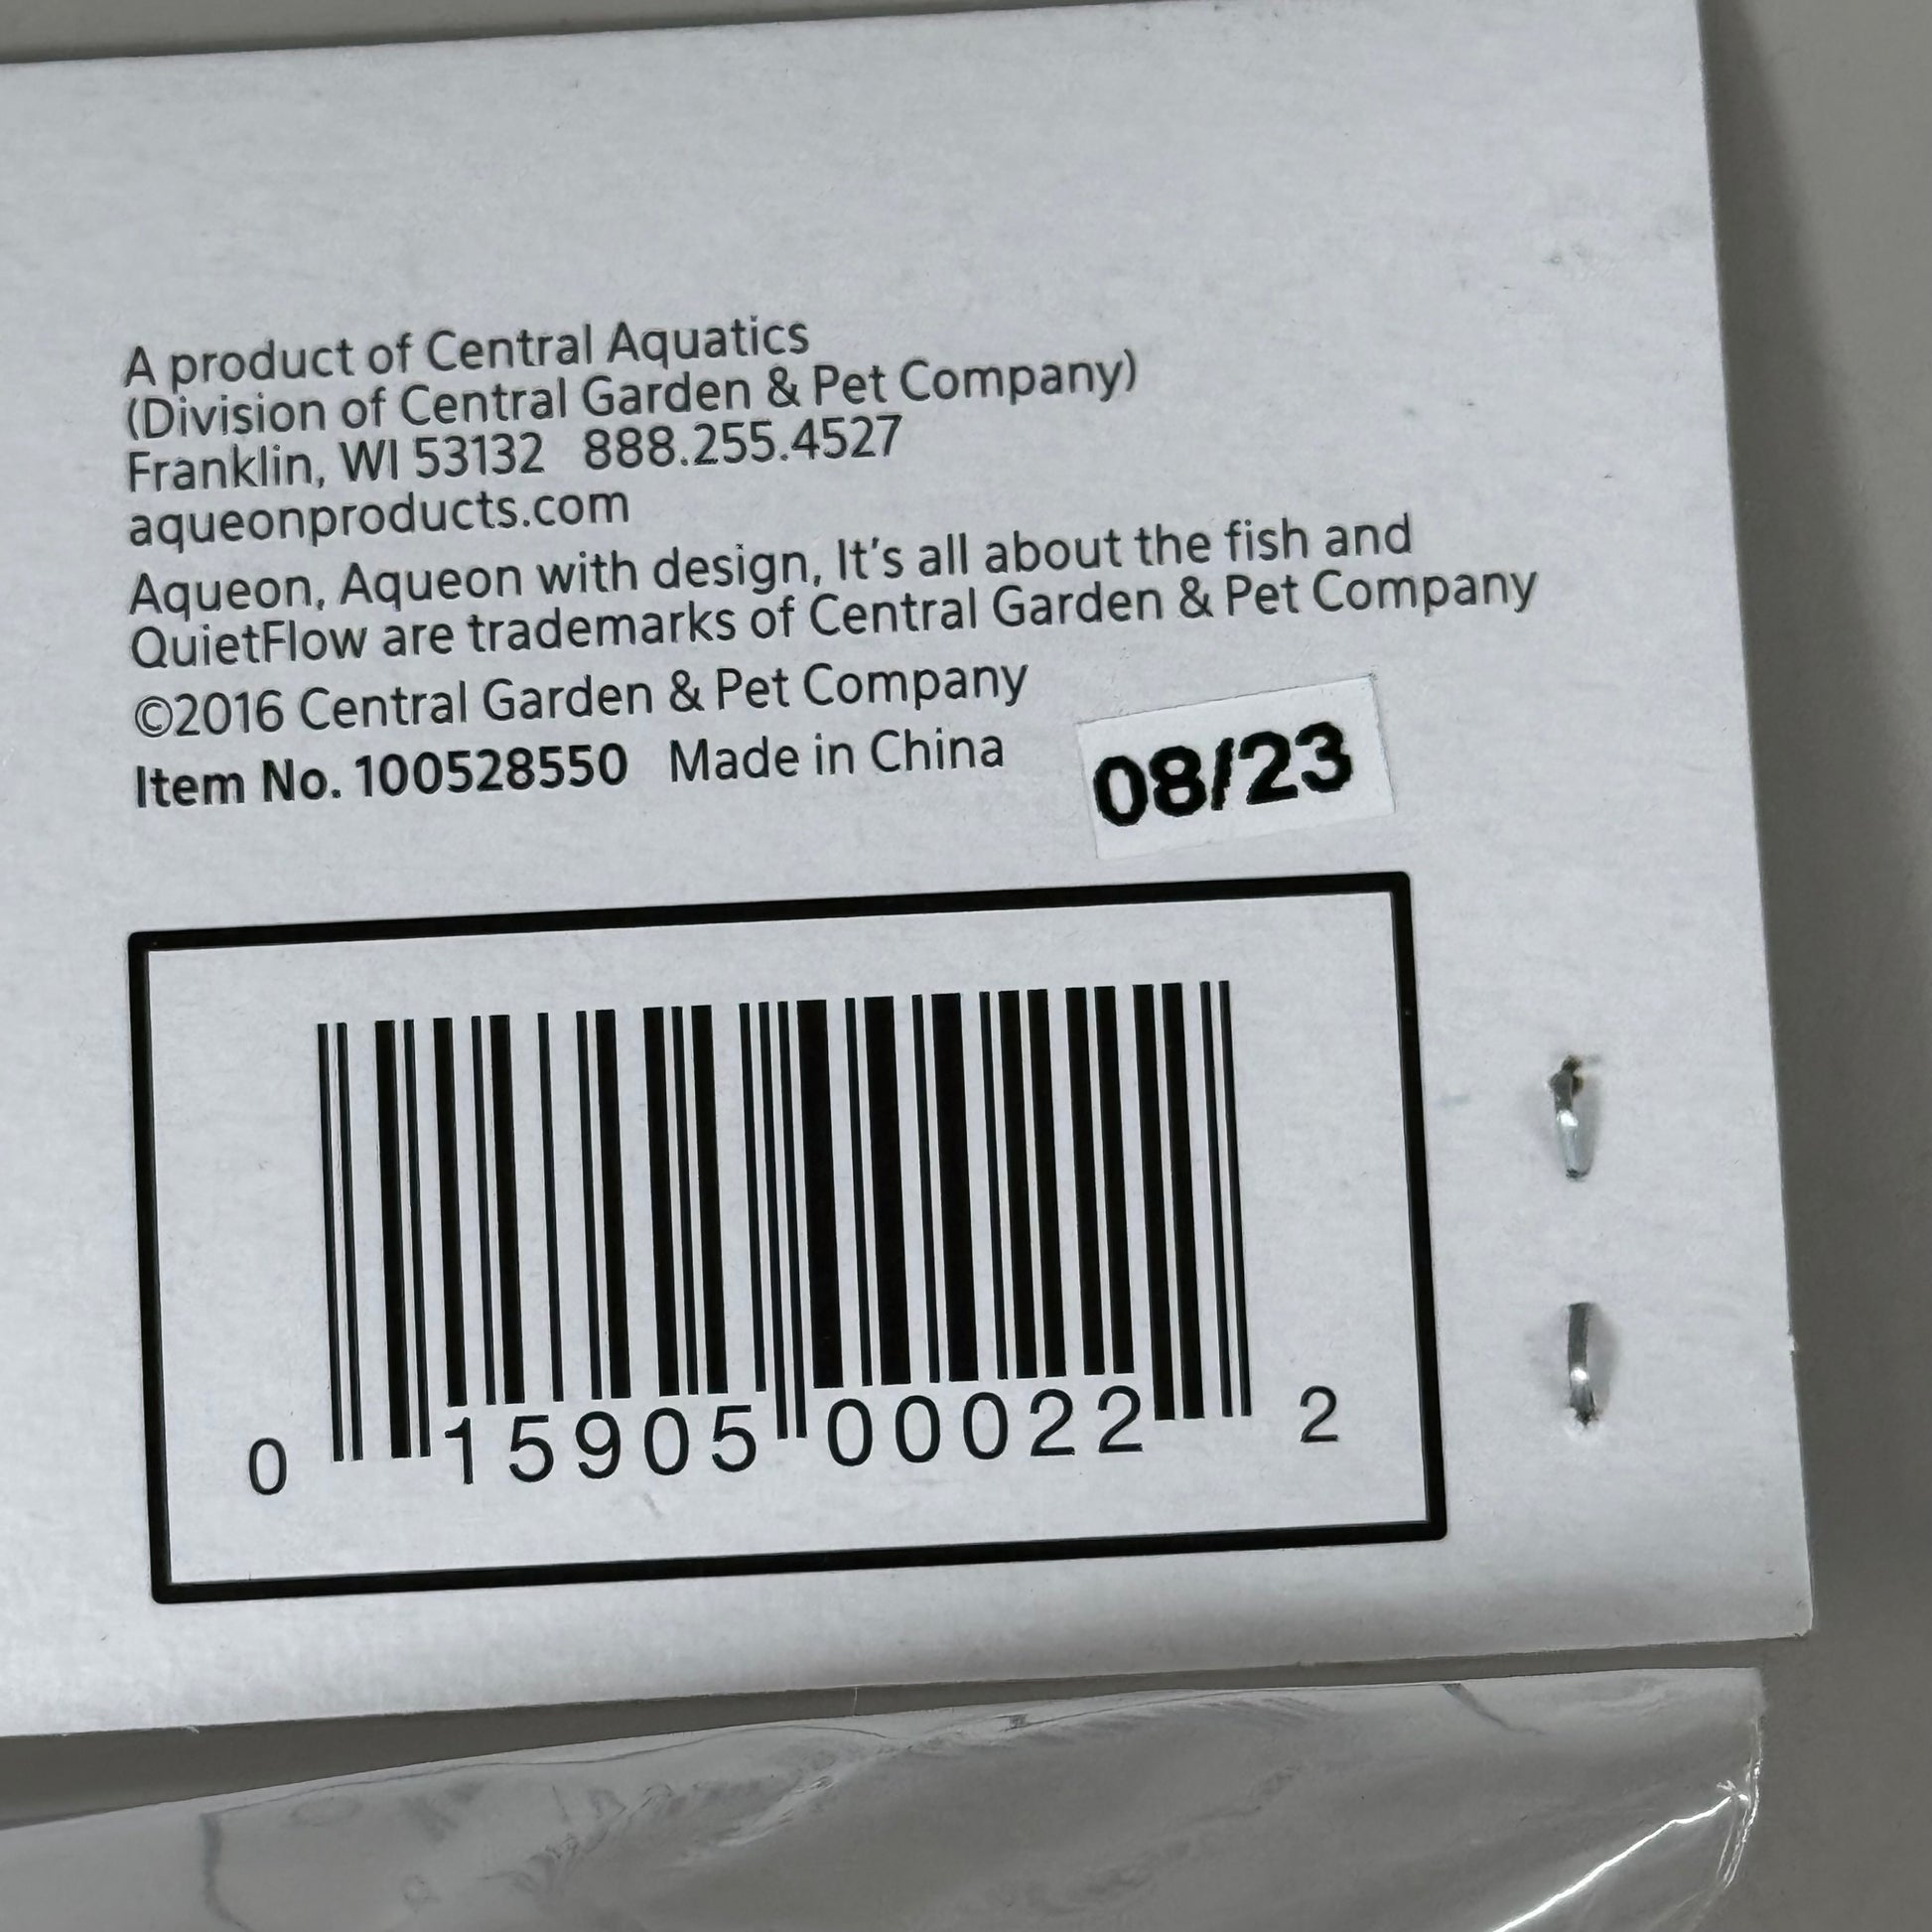 A product of Central Aquatics
(Division of Central Garden & Pet Company)
Franklin, WI 53132 888.255.4527
aqueonproducts.com
Aqueon, Aqueon with design, It's all about the fish and
QuietFlow are trademarks of Central Garden & Pet Company
©2016 Central Garden & Pet Company
Item No. 100528550 Made in China
08/23
0 15905 00022 2